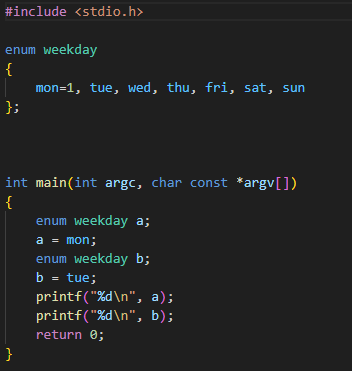 #include <stdio.h>
enum weekday
{
    mon=1, tue, wed, thu, fri, sat, sun
};
int main(int argc, char const *argv[])
{
    enum weekday a;
    a = mon;
    enum weekday b;
    b = tue;
    printf("%d\n", a);
    printf("%d\n", b);
    return 0;
}